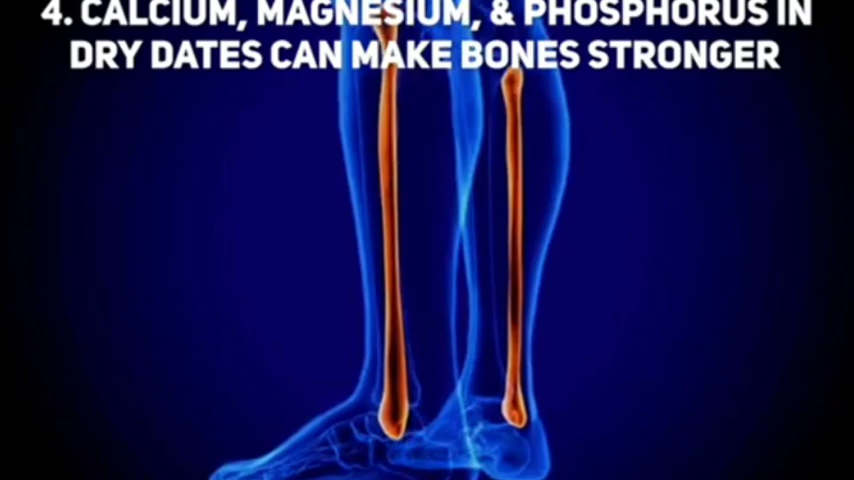 4. CALCIUM, MAGNESIUM, & PHOSPHORUS IN
DRY DATES CAN MAKE BONES STRONGER